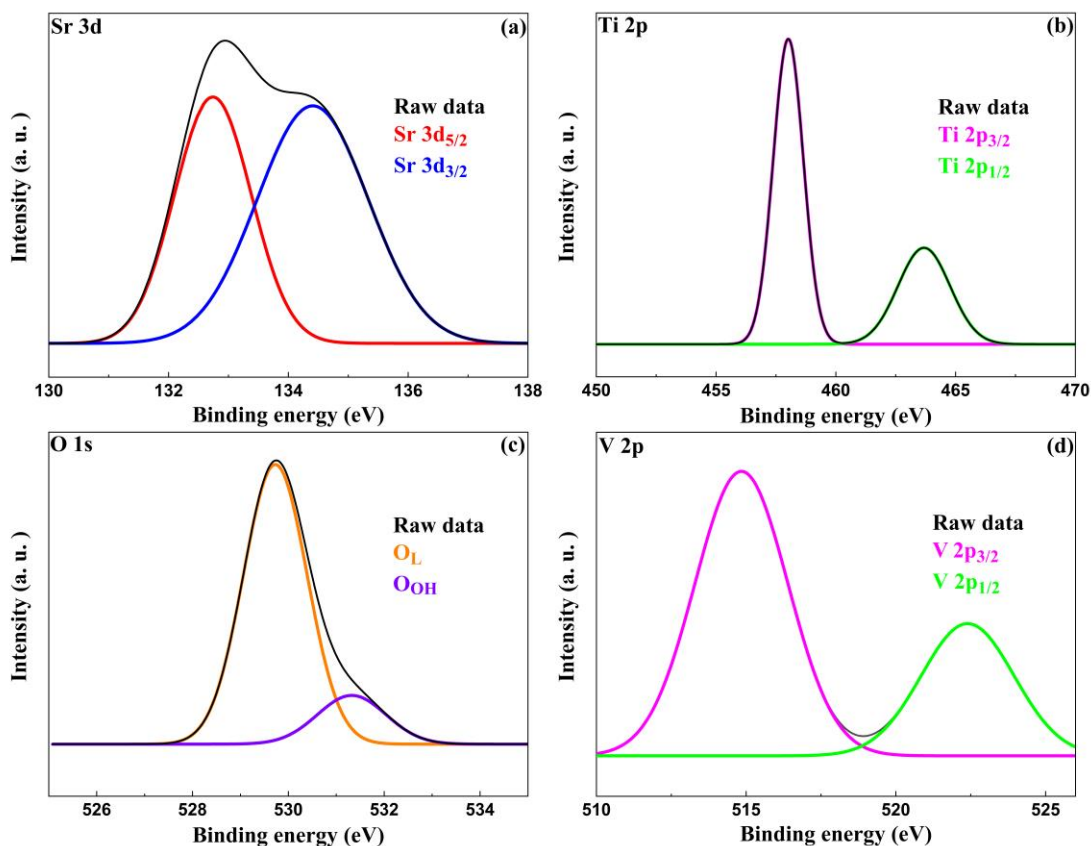 Sr 3d
(a)
Raw data
Sr 3d5/2
Sr 3d3/2
Intensity (a. u. )
130 132 134 136 138
Binding energy (eV)
Ti 2p
(b)
Raw data
Ti 2p3/2
Ti 2p1/2
Intensity (a. u. )
450 455 460 465 470
Binding energy (eV)
O 1s
(c)
Raw data
OL
OOH
Intensity (a. u. )
526 528 530 532 534
Binding energy (eV)
V 2p
(d)
Raw data
V 2p3/2
V 2p1/2
Intensity (a. u. )
510 515 520 525
Binding energy (eV)